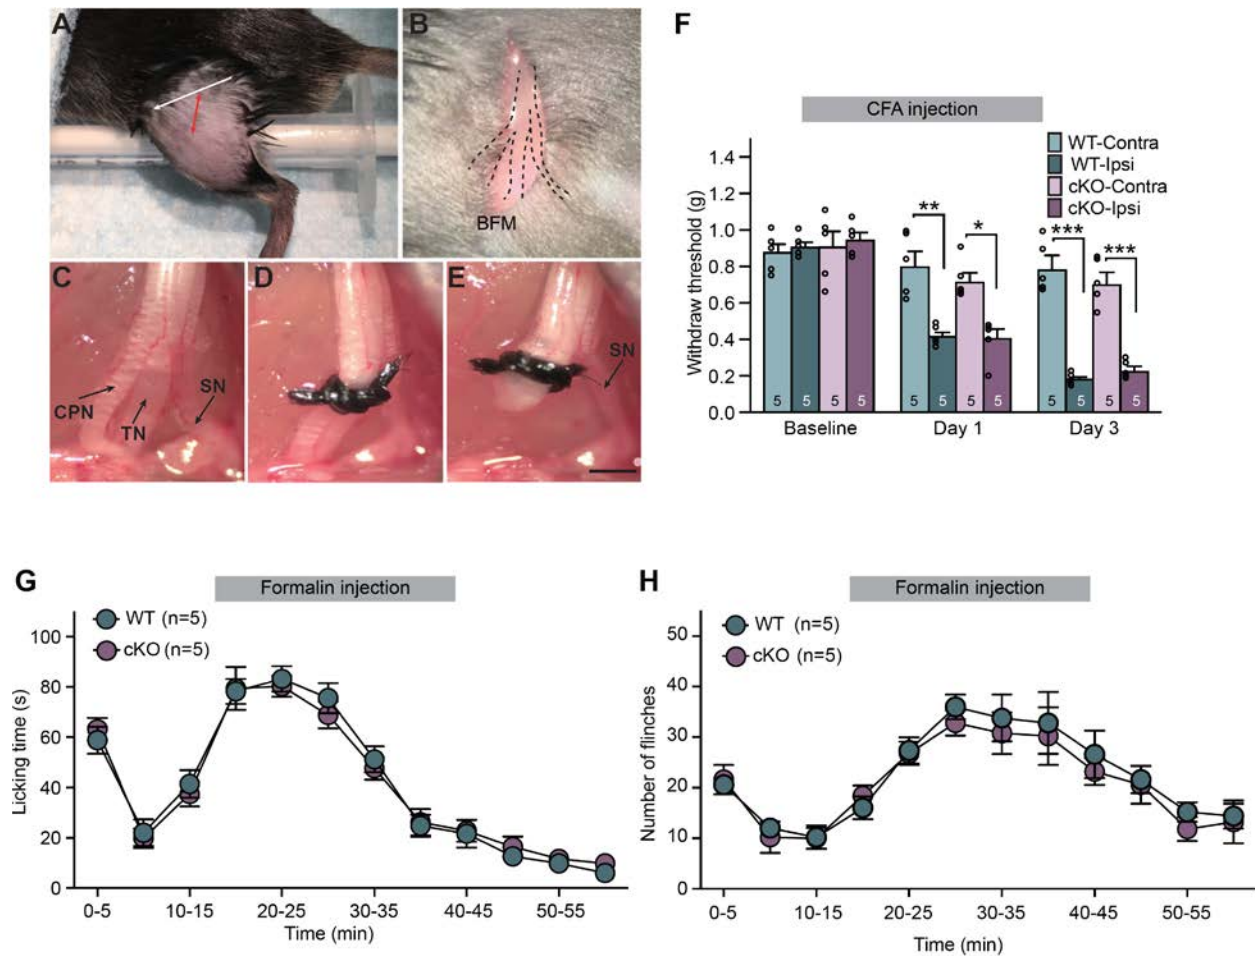 A
B
BFM
C
CPN
TN
SN
D
E
SN
F
CFA injection
WT-Contra
WT-Ipsi
cKO-Contra
cKO-Ipsi
Withdraw threshold (g)
1.4
1.2
1.0
0.8
0.6
0.4
0.2
0.0
** * *** ***
5 5 5 5 5 5 5 5 5 5 5 5
Baseline Day 1 Day 3
G
Formalin injection
WT (n=5)
cKO (n=5)
Licking time (s)
100
80
60
40
20
0
0-5 10-15 20-25 30-35 40-45 50-55
Time (min)
H
Formalin injection
WT (n=5)
cKO (n=5)
Number of flinches
50
40
30
20
10
0
0-5 10-15 20-25 30-35 40-45 50-55
Time (min)